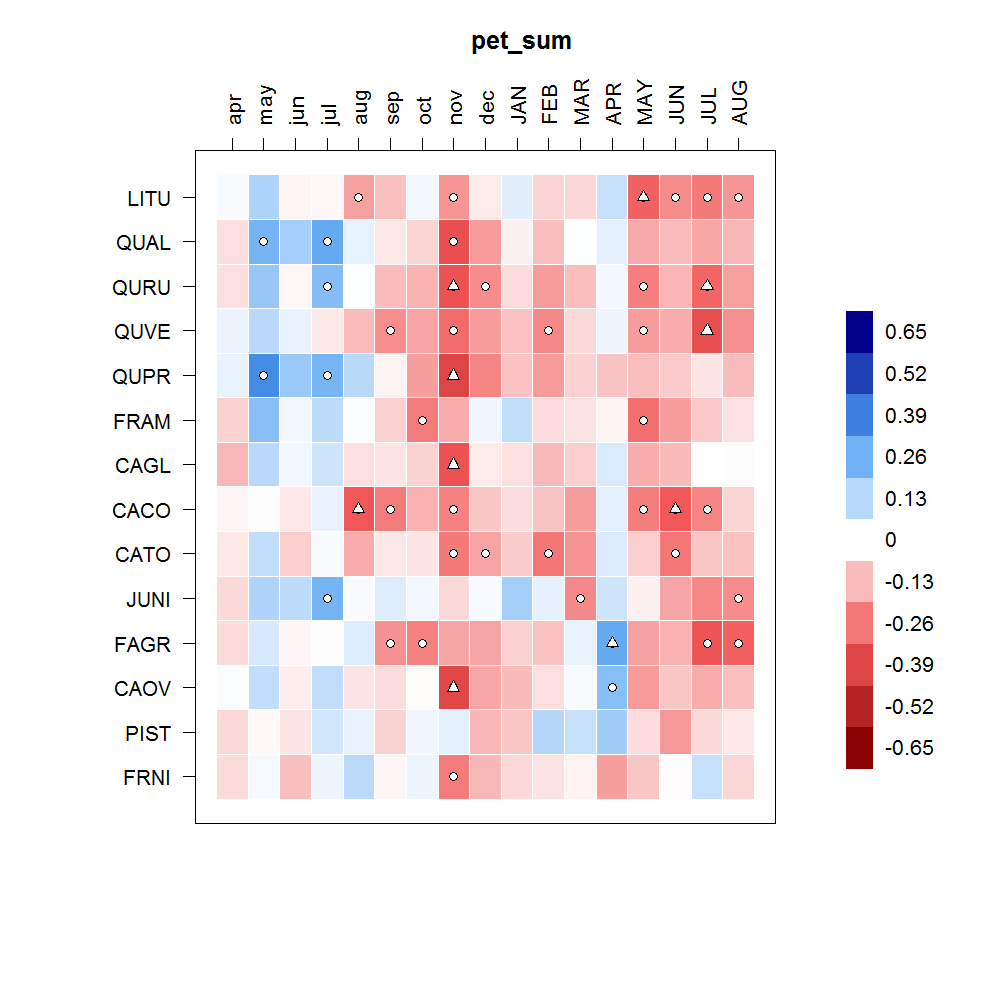 pet_sum
apr may jun jul aug sep oct nov dec JAN FEB MAR APR MAY JUN JUL AUG
LITU
QUAL
QURU
QUVE
QUPR
FRAM
CAGL
CACO
CATO
JUNI
FAGR
CAOV
PIST
FRNI
0.65
0.52
0.39
0.26
0.13
0
-0.13
-0.26
-0.39
-0.52
-0.65